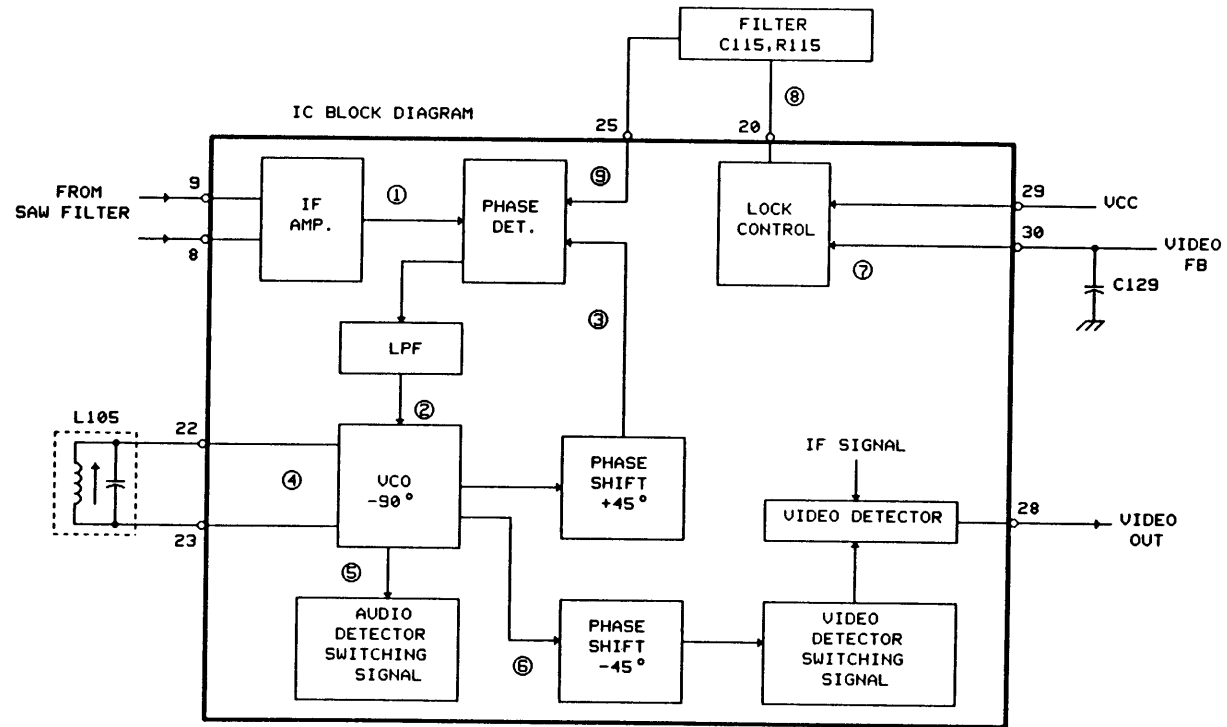 FILTER
C115,R115
IC BLOCK DIAGRAM
⑧
25
20
FROM
SAW FILTER
9
8
IF
AMP.
①
PHASE
DET.
⑨
LOCK
CONTROL
29
VCC
30
VIDEO
FB
⑦
C129
③
LPF
②
L105
22
23
④
VCO
-90°
PHASE
SHIFT
+45°
IF SIGNAL
VIDEO DETECTOR
28
VIDEO
OUT
⑤
AUDIO
DETECTOR
SWITCHING
SIGNAL
⑥
PHASE
SHIFT
-45°
VIDEO
DETECTOR
SWITCHING
SIGNAL